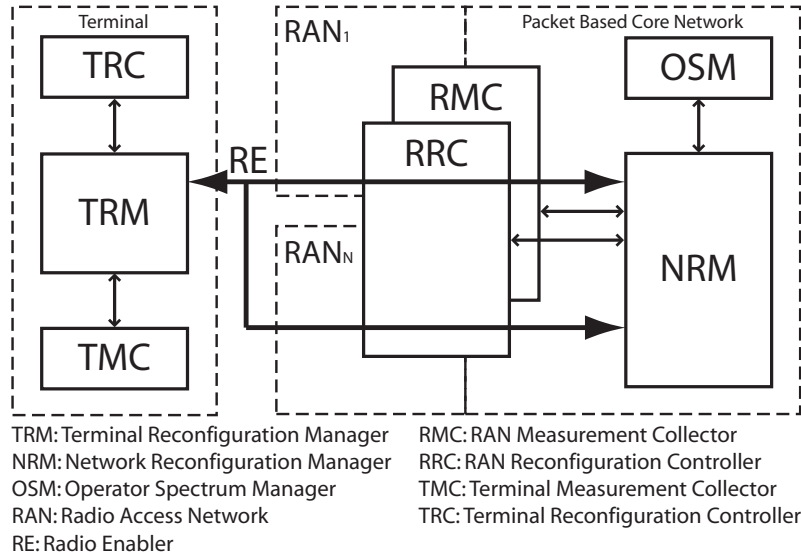 Terminal
RAN1
Packet Based Core Network
TRC
RMC
OSM
RE
RRC
TRM
RANN
NRM
TMC
TRM: Terminal Reconfiguration Manager
NRM: Network Reconfiguration Manager
OSM: Operator Spectrum Manager
RAN: Radio Access Network
RE: Radio Enabler
RMC: RAN Measurement Collector
RRC: RAN Reconfiguration Controller
TMC: Terminal Measurement Collector
TRC: Terminal Reconfiguration Controller